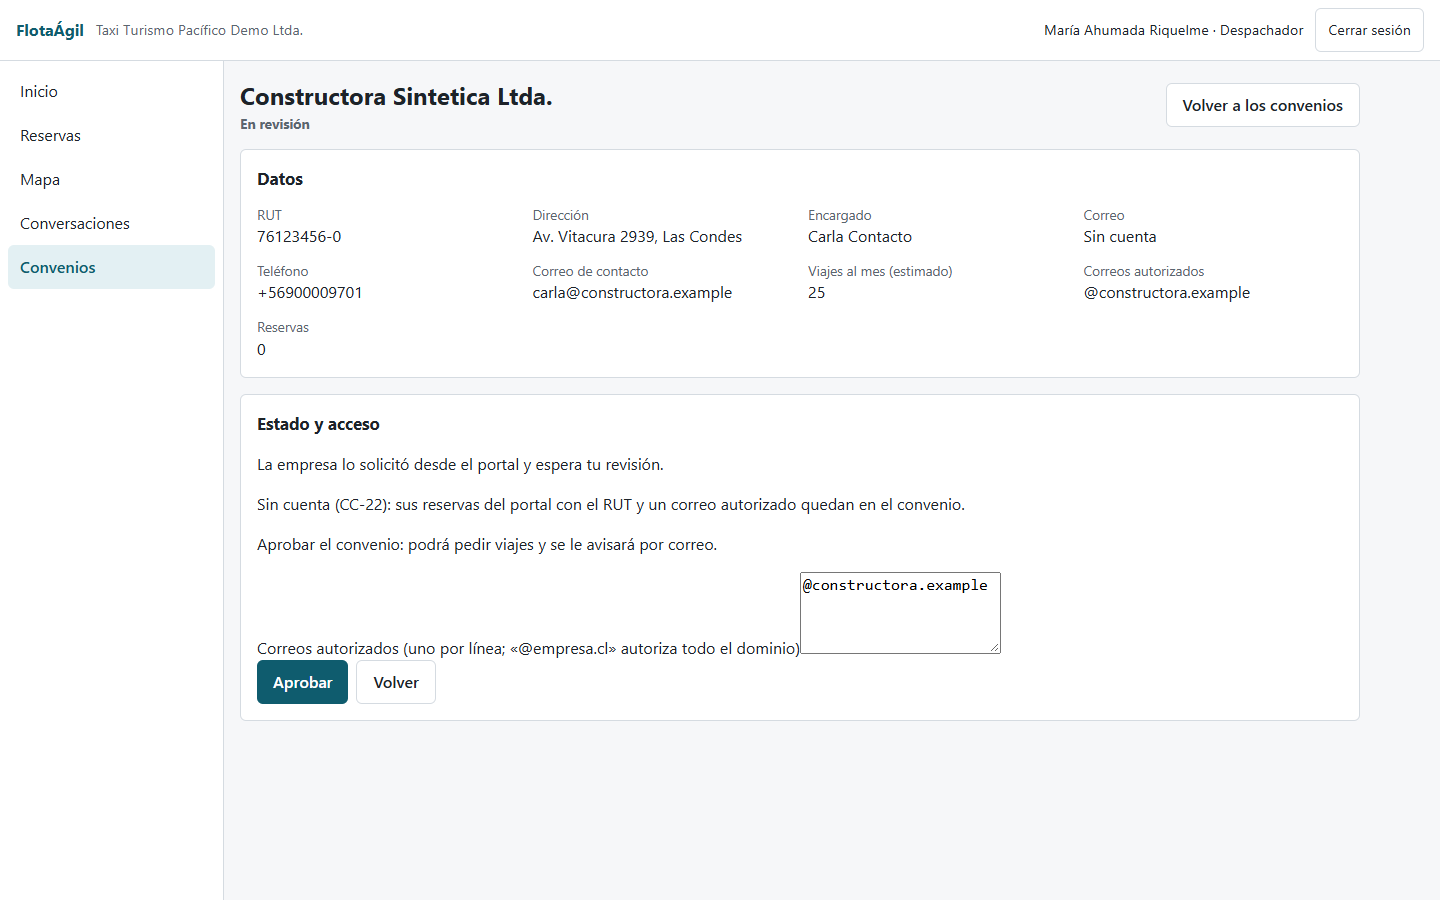 FlotaÁgil Taxi Turismo Pacífico Demo Ltda. María Ahumada Riquelme · Despachador Cerrar sesión
Inicio
Reservas
Mapa
Conversaciones
Convenios
Constructora Sintetica Ltda.
En revisión
Volver a los convenios
Datos
RUT
76123456-0
Dirección
Av. Vitacura 2939, Las Condes
Encargado
Carla Contacto
Correo
Sin cuenta
Teléfono
+56900009701
Correo de contacto
carla@constructora.example
Viajes al mes (estimado)
25
Correos autorizados
@constructora.example
Reservas
0
Estado y acceso
La empresa lo solicitó desde el portal y espera tu revisión.
Sin cuenta (CC-22): sus reservas del portal con el RUT y un correo autorizado quedan en el convenio.
Aprobar el convenio: podrá pedir viajes y se le avisará por correo.
Correos autorizados (uno por línea; «@empresa.cl» autoriza todo el dominio)
@constructora.example
Aprobar
Volver